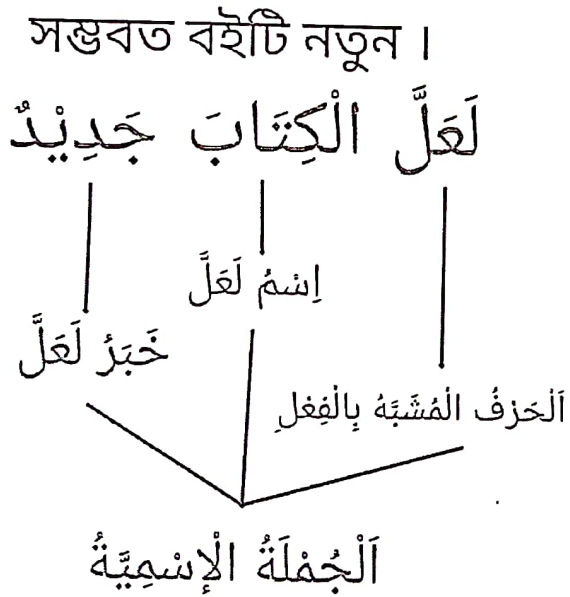 সম্ভবত বইটি নতুন ।
لَعَلَّ الْكِتَابَ جَدِيْدٌ
اِسْمُ لَعَلَّ
خَبَرُ لَعَلَّ
اَلْحَرْفُ الْمُشَبَّهُ بِالْفِعْلِ
اَلْجُمْلَةُ الْإِسْمِيَّةُ